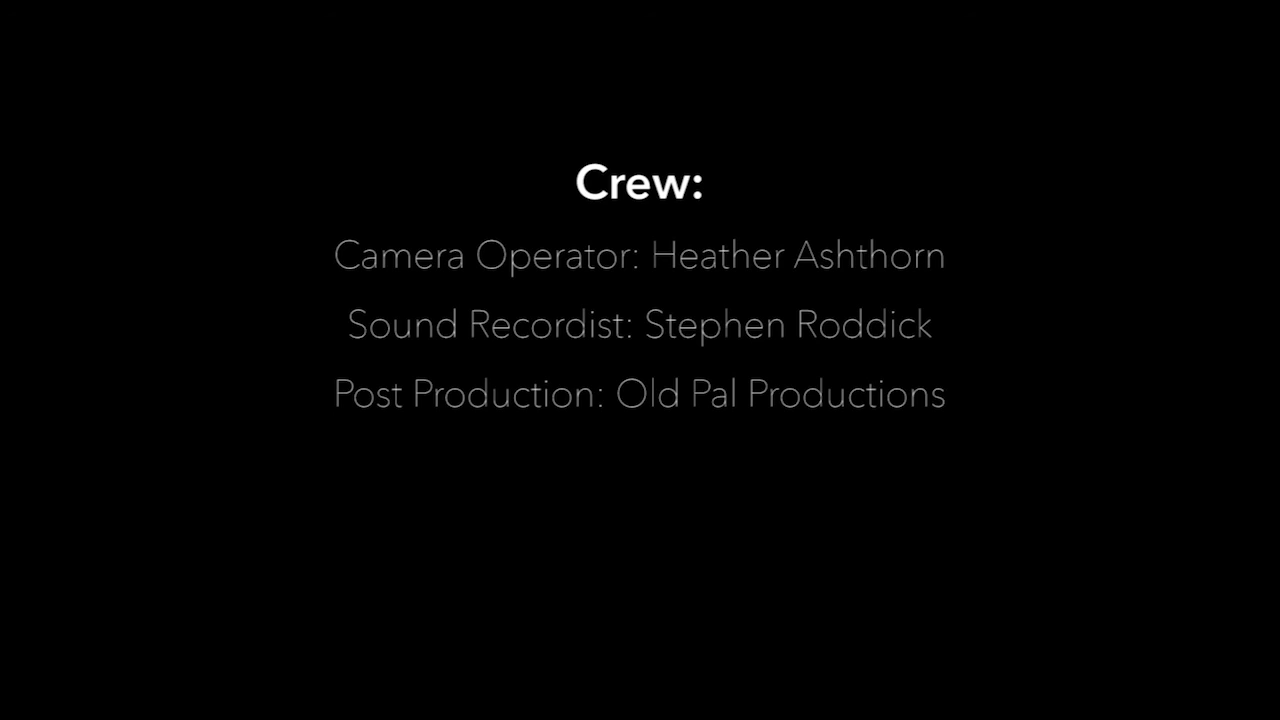 Crew:
Camera Operator: Heather Ashthorn
Sound Recordist: Stephen Roddick
Post Production: Old Pal Productions